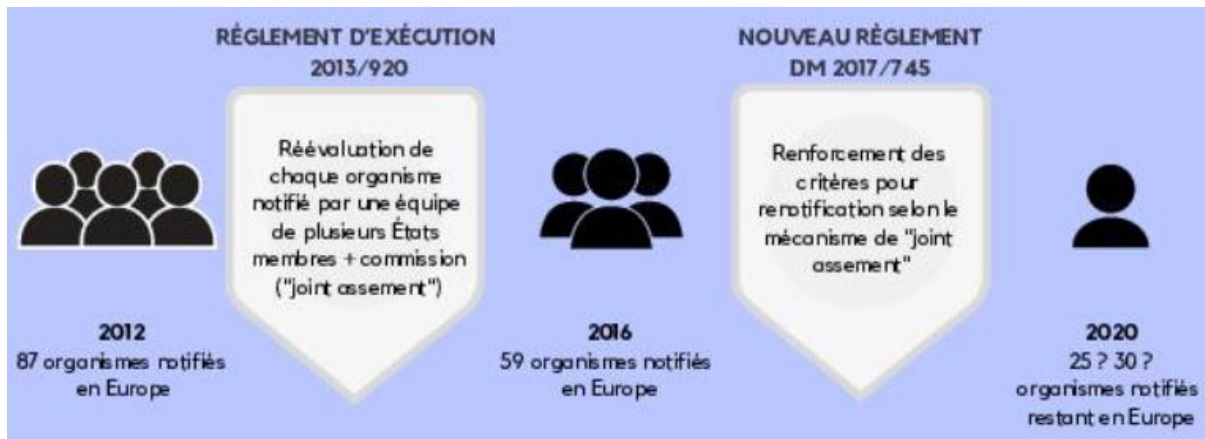 RÈGLEMENT D'EXÉCUTION
2013/920
Réévaluation de
chaque organisme
notifié par une équipe
de plusieurs États
membres + commission
("joint assement")
NOUVEAU RÈGLEMENT
DM 2017/745
Renforcement des
critères pour
renotification selon le
mécanisme de "joint
assement"
2012
87 organismes notifiés
en Europe
2016
59 organismes notifiés
en Europe
2020
25 ? 30 ?
organismes notifiés
restant en Europe